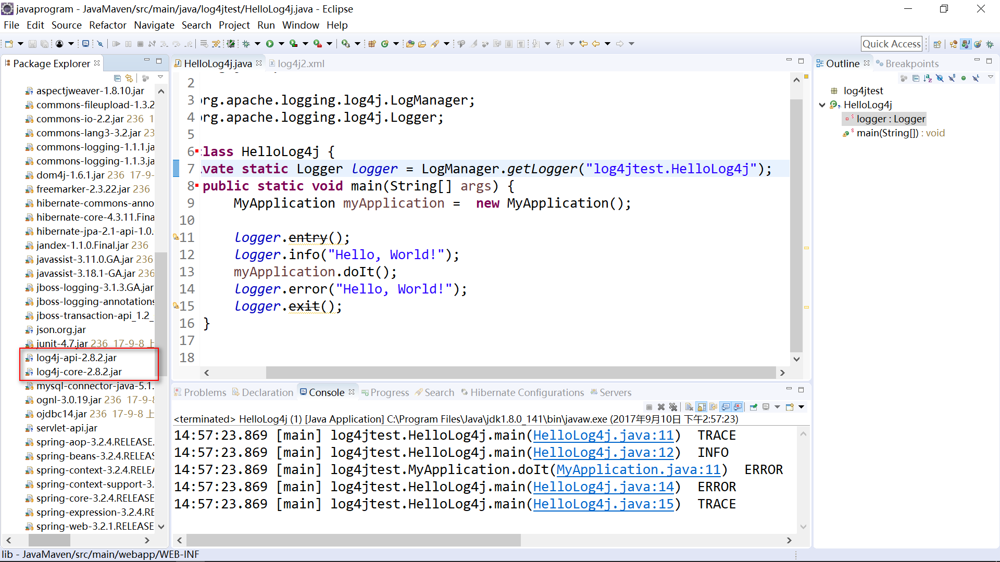 javaprogram - JavaMaven/src/main/java/log4jtest/HelloLog4j.java - Eclipse
File Edit Source Refactor Navigate Search Project Run Window Help
Quick Access
Package Explorer
aspectjweaver-1.8.10.jar
commons-fileupload-1.3.2
commons-io-2.2.jar 236 1
commons-lang3-3.2.jar 23
commons-logging-1.1.1.ja
commons-logging-1.1.3.ja
dom4j-1.6.1.jar 236 17-9-
freemarker-2.3.22.jar 236
hibernate-commons-anno
hibernate-core-4.3.11.Fina
hibernate-jpa-2.1-api-1.0.
jandex-1.1.0.Final.jar 236
javassist-3.11.0.GA.jar 236
javassist-3.18.1-GA.jar 236
jboss-logging-3.1.3.GA.jar
jboss-logging-annotations
jboss-transaction-api_1.2_
json.org.jar
junit-4.7.jar 236 17-9-8 上
log4j-api-2.8.2.jar
log4j-core-2.8.2.jar
mysql-connector-java-5.1.
ognl-3.0.19.jar 236 17-9-8
ojdbc14.jar 236 17-9-8 上
servlet-api.jar
spring-aop-3.2.4.RELEASE.
spring-beans-3.2.4.RELEAS
spring-context-3.2.4.RELEA
spring-context-support-3.
spring-core-3.2.4.RELEASE
spring-expression-3.2.4.RE
spring-web-3.2.1.RELEASE
HelloLog4j.java log4j2.xml
2
3 org.apache.logging.log4j.LogManager;
4 org.apache.logging.log4j.Logger;
5
6 class HelloLog4j {
7 ivate static Logger logger = LogManager.getLogger("log4jtest.HelloLog4j");
8 public static void main(String[] args) {
9 MyApplication myApplication =  new MyApplication();
10
11 logger.entry();
12 logger.info("Hello, World!");
13 myApplication.doIt();
14 logger.error("Hello, World!");
15 logger.exit();
16 }
17
18
Problems Declaration Console Progress Search Hibernate Configurations Servers
<terminated> HelloLog4j (1) [Java Application] C:\Program Files\Java\jdk1.8.0_141\bin\javaw.exe (2017年9月10日 下午2:57:23)
14:57:23.869 [main] log4jtest.HelloLog4j.main(HelloLog4j.java:11)  TRACE
14:57:23.869 [main] log4jtest.HelloLog4j.main(HelloLog4j.java:12)  INFO
14:57:23.869 [main] log4jtest.MyApplication.doIt(MyApplication.java:11)  ERROR
14:57:23.869 [main] log4jtest.HelloLog4j.main(HelloLog4j.java:14)  ERROR
14:57:23.869 [main] log4jtest.HelloLog4j.main(HelloLog4j.java:15)  TRACE
Outline Breakpoints
log4jtest
HelloLog4j
logger : Logger
main(String[]) : void
lib - JavaMaven/src/main/webapp/WEB-INF